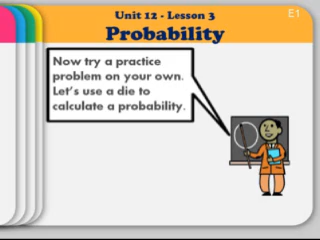 Unit 12 - Lesson 3
E1
Probability
Now try a practice
problem on your own.
Let's use a die to
calculate a probability.